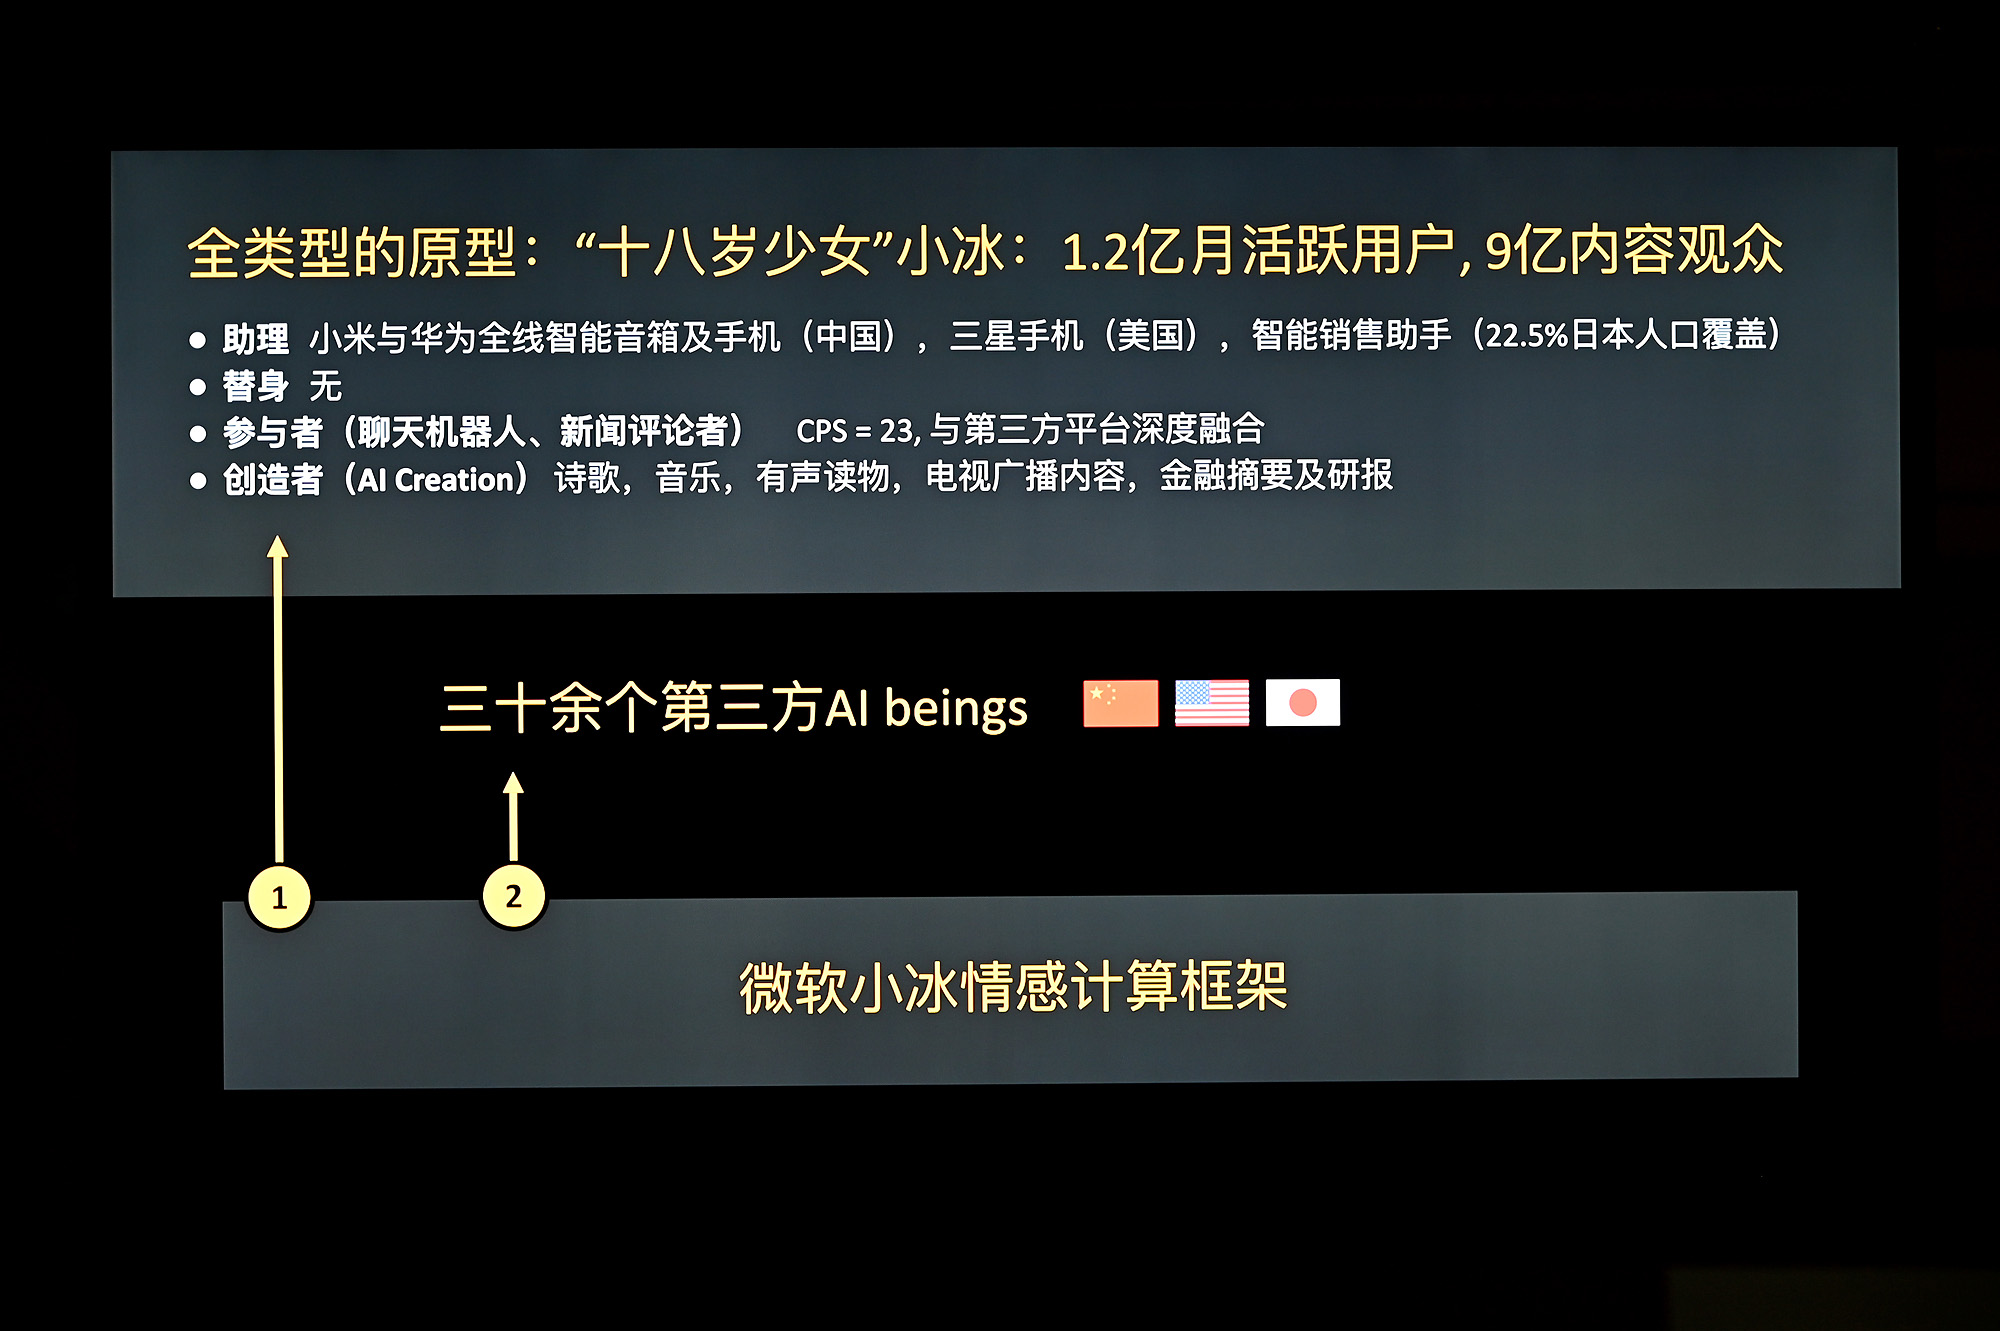 全类型的原型：“十八岁少女”小冰：1.2亿月活跃用户, 9亿内容观众
● 助理 小米与华为全线智能音箱及手机（中国），三星手机（美国），智能销售助手（22.5%日本人口覆盖）
● 替身 无
● 参与者（聊天机器人、新闻评论者） CPS = 23, 与第三方平台深度融合
● 创造者（AI Creation） 诗歌，音乐，有声读物，电视广播内容，金融摘要及研报
三十余个第三方AI beings
1
2
微软小冰情感计算框架